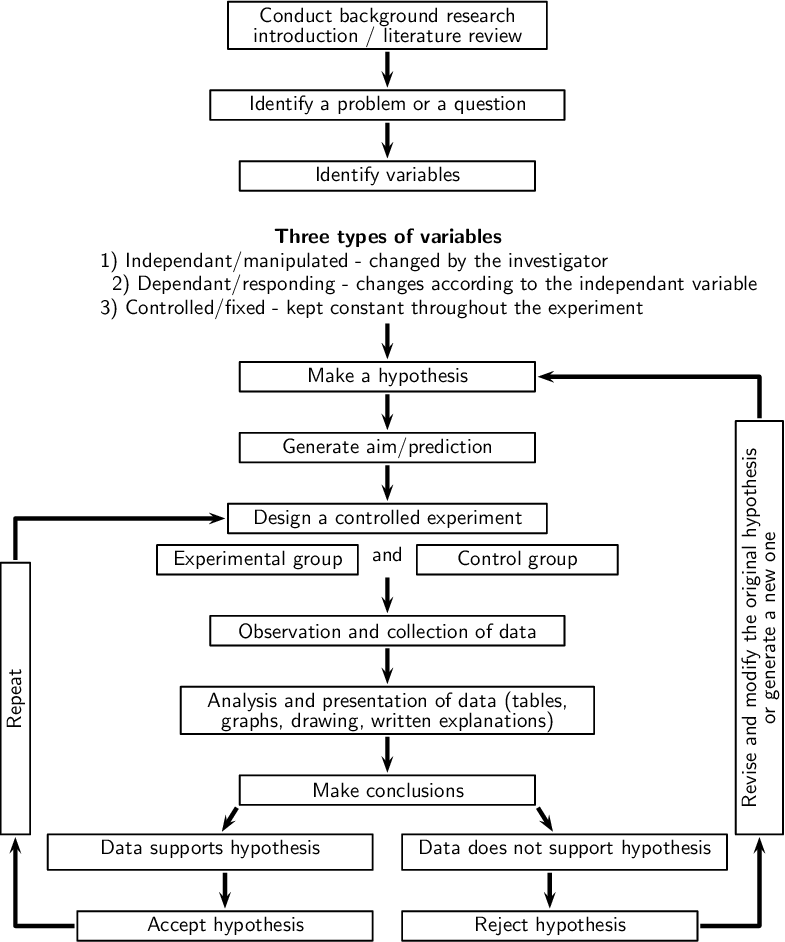 Conduct background research
introduction / literature review
Identify a problem or a question
Identify variables
Three types of variables
1) Independant/manipulated - changed by the investigator
2) Dependant/responding - changes according to the independant variable
3) Controlled/fixed - kept constant throughout the experiment
Make a hypothesis
Generate aim/prediction
Design a controlled experiment
Experimental group and Control group
Observation and collection of data
Analysis and presentation of data (tables,
graphs, drawing, written explanations)
Make conclusions
Data supports hypothesis
Data does not support hypothesis
Accept hypothesis
Reject hypothesis
Repeat
Revise and modify the original hypothesis
or generate a new one